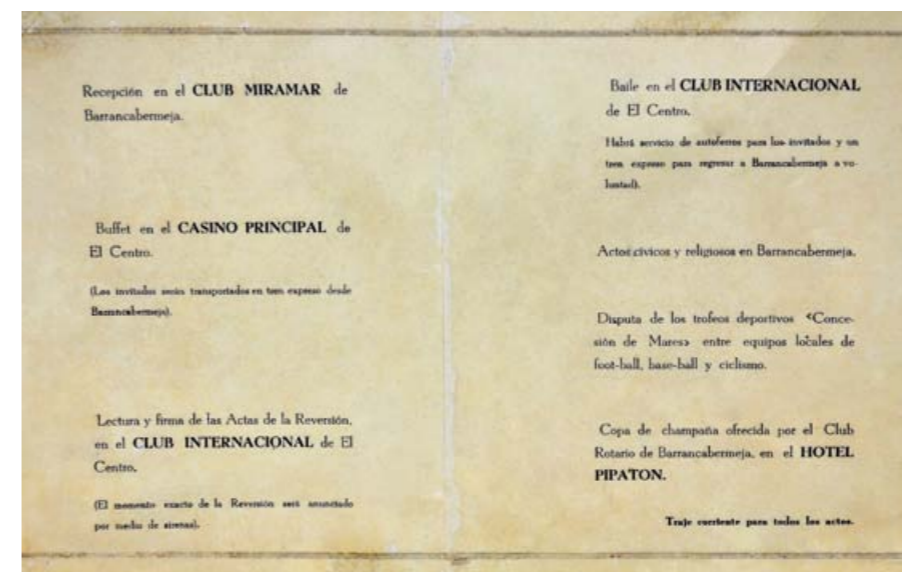 Recepción en el CLUB MIRAMAR de
Barrancabermeja.
Buffet en el CASINO PRINCIPAL de
El Centro.
(Los invitados serán transportados en tren expreso desde
Barrancabermeja).
Lectura y firma de las Actas de la Reversión,
en el CLUB INTERNACIONAL de El
Centro.
(El momento exacto de la Reversión será anunciado
por medio de sirenas).
Baile en el CLUB INTERNACIONAL
de El Centro.
Habrá servicio de autoferros para los invitados y un
tren expreso para regresar a Barrancabermeja a vo-
luntad).
Actos cívicos y religiosos en Barrancabermeja.
Disputa de los trofeos deportivos «Conce-
sión de Mares» entre equipos locales de
foot-ball, base-ball y ciclismo.
Copa de champaña ofrecida por el Club
Rotario de Barrancabermeja, en el HOTEL
PIPATON.
Traje corriente para todos los actos.